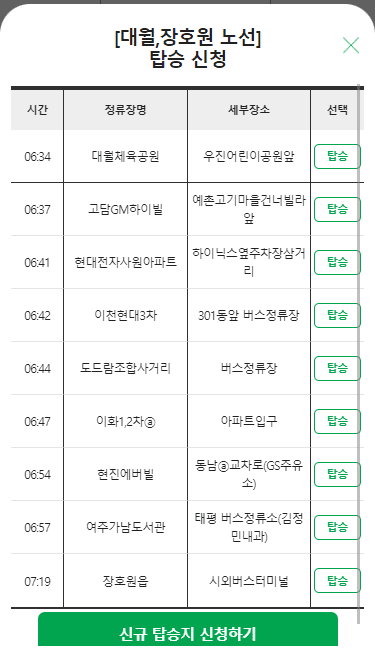 [대월,장호원 노선]
탑승 신청
시간 정류장명 세부장소 선택
06:34 대월체육공원 우진어린이공원앞 탑승
06:37 고담GM하이빌 예촌고기마을건너빌라
앞 탑승
06:41 현대전자사원아파트 하이닉스옆주차장삼거
리 탑승
06:42 이천현대3차 301동앞 버스정류장 탑승
06:44 도드람조합사거리 버스정류장 탑승
06:47 이화1,2차ⓐ 아파트입구 탑승
06:54 현진에버빌 동남ⓐ교차로(GS주유
소) 탑승
06:57 여주가남도서관 태평 버스정류소(김정
민내과) 탑승
07:19 장호원읍 시외버스터미널 탑승
신규 탑승지 신청하기